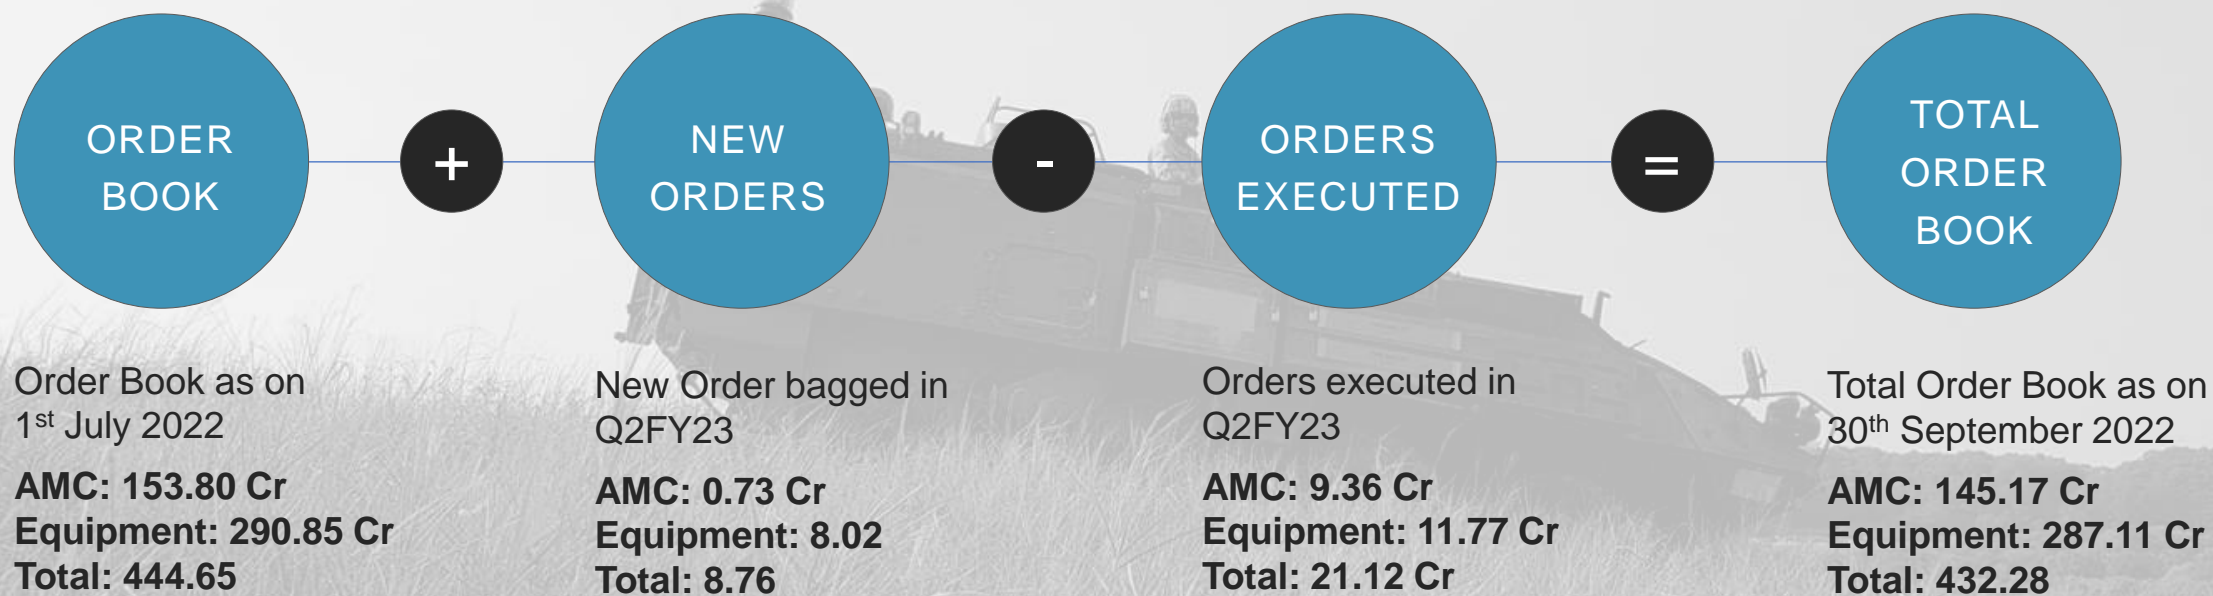 ORDER
BOOK
+
NEW
ORDERS
-
ORDERS
EXECUTED
=
TOTAL
ORDER
BOOK
Order Book as on
1st July 2022
AMC: 153.80 Cr
Equipment: 290.85 Cr
Total: 444.65
New Order bagged in
Q2FY23
AMC: 0.73 Cr
Equipment: 8.02
Total: 8.76
Orders executed in
Q2FY23
AMC: 9.36 Cr
Equipment: 11.77 Cr
Total: 21.12 Cr
Total Order Book as on
30th September 2022
AMC: 145.17 Cr
Equipment: 287.11 Cr
Total: 432.28